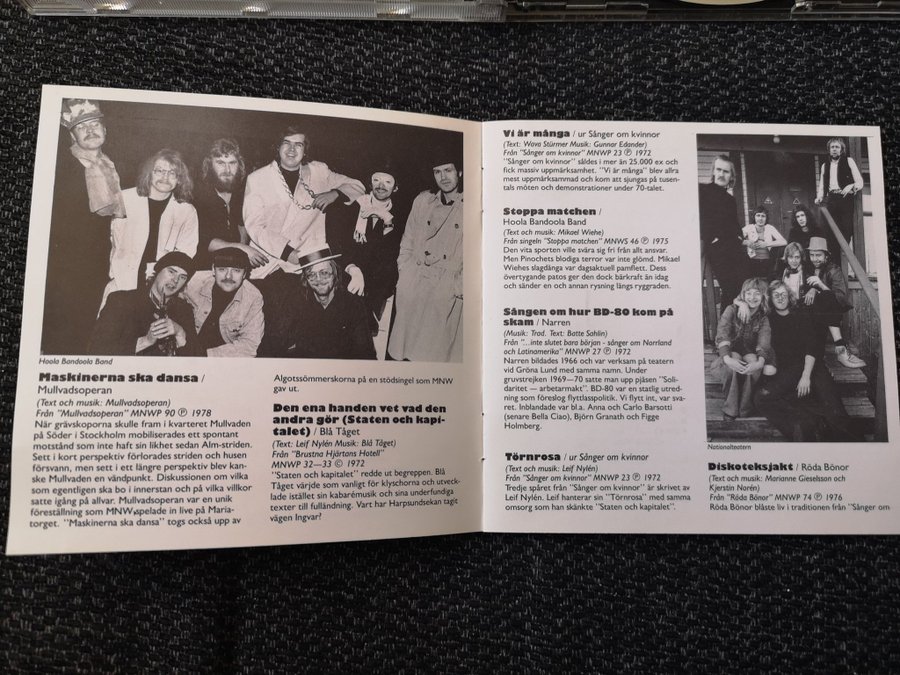 Hoola Bandoola Band
Maskinerna ska dansa /
Mullvadsoperan
(Text och musik: Mullvadsoperan)
Från "Mullvadsoperan" MNWP 90 Ⓟ 1978
När grävskoporna skulle fram i kvarteret Mullvaden
på Söder i Stockholm mobiliserades ett spontant
motstånd som inte haft sin likhet sedan Alm-striden.
Sett i kort perspektiv förlorades striden och husen
försvann, men sett i ett längre perspektiv blev kan-
ske Mullvaden en vändpunkt. Diskussionen om vilka
som egentligen ska bo i innerstan och på vilka villkor
satte igång på allvar. Mullvadsoperan var en unik
föreställning som MNW spelade in live på Maria-
torget. "Maskinerna ska dansa" togs också upp av
Algotssömmerskorna på en stödsingel som MNW
gav ut.
Den ena handen vet vad den
andra gör (Staten och kapi-
talet) / Blå Tåget
(Text: Leif Nylén Musik: Blå Tåget)
Från "Brustna Hjärtans Hotell"
MNWP 32—33 © 1972
"Staten och kapitalet" redde ut begreppen. Blå
Tåget värjde som vanligt för klyschorna och utveck-
lade istället sin kabarémusik och sina underfundiga
texter till fulländning. Vart har Harpsundsekan tagit
vägen Ingvar?
Vi är många / ur Sånger om kvinnor
(Text: Wava Stürmer Musik: Gunnar Edander)
Från "Sånger om kvinnor" MNWP 23 Ⓟ 1972
"Sånger om kvinnor" såldes i mer än 25.000 ex och
fick massiv uppmärksamhet. "Vi är många" blev allra
mest uppmärksammad och kom att sjungas på tusen-
tals möten och demonstrationer under 70-talet.
Stoppa matchen /
Hoola Bandoola Band
(Text och musik: Mikael Wiehe)
Från singeln "Stoppa matchen" MNWS 46 Ⓟ 1975
Den vita sporten ville svära sig fri från allt ansvar.
Men Pinochets blodiga terror var inte glömd. Mikael
Wiehes slagdänga var dagsaktuell pamflett. Dess
övertygande patos ger den dock bärkraft än idag
och sänder en och annan rysning längs ryggraden.
Sången om hur BD-80 kom på
skam / Narren
(Musik: Trad. Text: Batte Sahlin)
Från "...inte slutet bara början - sånger om Norrland
och Latinamerika" MNWP 27 Ⓟ 1972
Narren bildades 1966 och var verksam på teatern
vid Gröna Lund med samma namn. Under
gruvstrejken 1969—70 satte man upp pjäsen "Soli-
daritet — arbetarmakt". BD-80 var en statlig utred-
ning som föreslog flyttlasspolitik. Vi flytt int, var sva-
ret. Inblandade var bl.a. Anna och Carlo Barsotti
(senare Bella Ciao), Björn Granath och Figge
Holmberg.
Törnrosa / ur Sånger om kvinnor
(Text och musik: Leif Nylén)
Från "Sånger om kvinnor" MNWP 23 Ⓟ 1972
Tredje spåret från "Sånger om kvinnor" är skrivet av
Leif Nylén. Leif hanterar sin "Törnrosa" med samma
omsorg som han skänkte "Staten och kapitalet".
Nationalteatern
Diskoteksjakt / Röda Bönor
(Text och musik: Marianne Gieselsson och
Kjerstin Norén)
Från "Röda Bönor" MNWP 74 Ⓟ 1976
Röda Bönor blåste liv i traditionen från "Sånger om